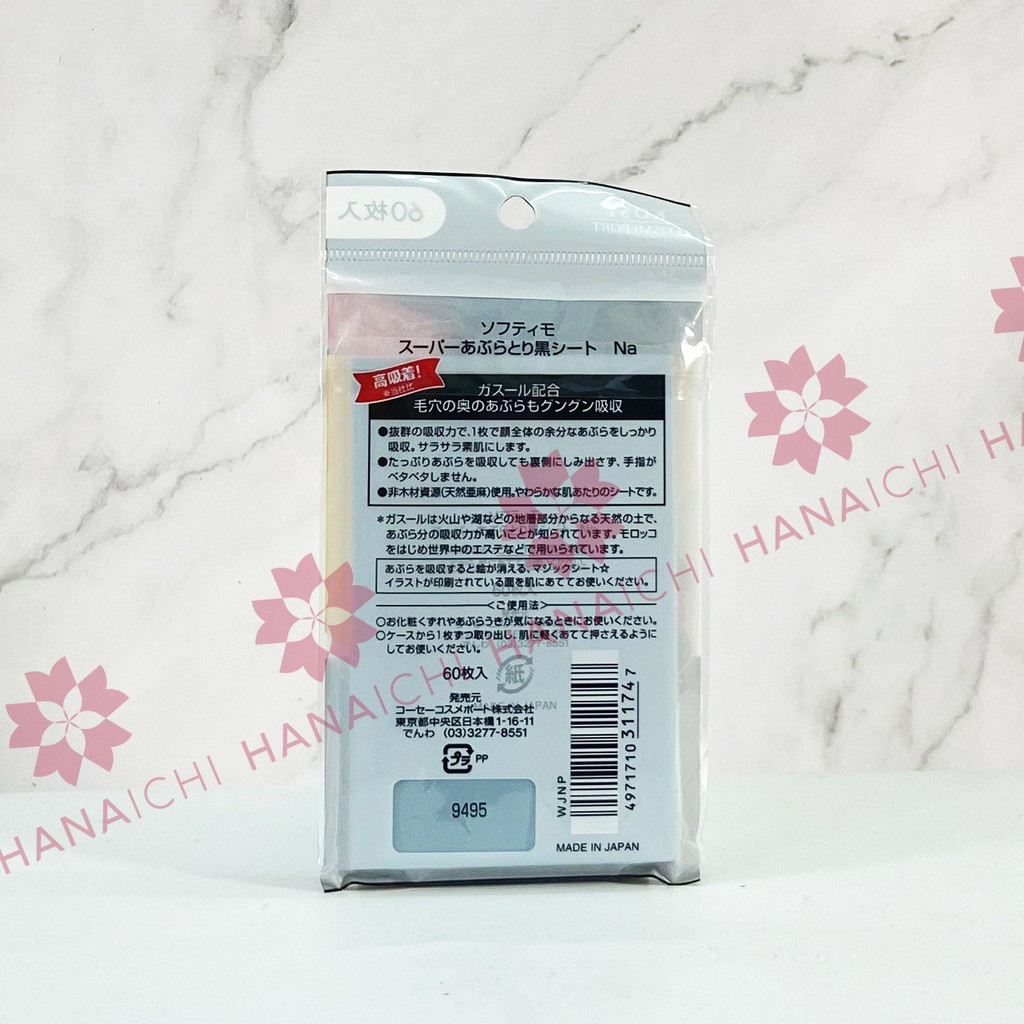 60枚入
KOSÉ
COSMEPORT
ソフティモ
スーパーあぶらとり黒シート Na
高吸着!
※当社比
ガスール配合
毛穴の奥のあぶらもグングン吸収
●抜群の吸収力で、1枚で顔全体の余分なあぶらをしっかり
吸収。サラサラ素肌にします。
●たっぷりあぶらを吸収しても裏側にしみ出さず、手指が
ベタベタしません。
●非木材資源(天然亜麻)使用。やわらかな肌あたりのシートです。
*ガスールは火山や湖などの地層部分からなる天然の土で、
あぶら分の吸収力が高いことが知られています。モロッコ
をはじめ世界中のエステなどで用いられています。
あぶらを吸収すると絵が消える、マジックシート☆
イラストが印刷されている面を肌にあててお使いください。
<ご使用法>
○お化粧くずれやあぶらうきが気になるときにお使いください。
○ケースから1枚ずつ取り出し、肌に軽くあてて押さえるように
してお使いください。
でんわ (03)3277-8551
60枚入
紙
MADE IN JAPAN
発売元
コーセーコスメポート株式会社
東京都中央区日本橋1-16-11
でんわ (03)3277-8551
プラ PP
9495
WJNP
4971710311747
MADE IN JAPAN
HANAICHI HANAICHI HANAICHI HANAICHI HANAICHI